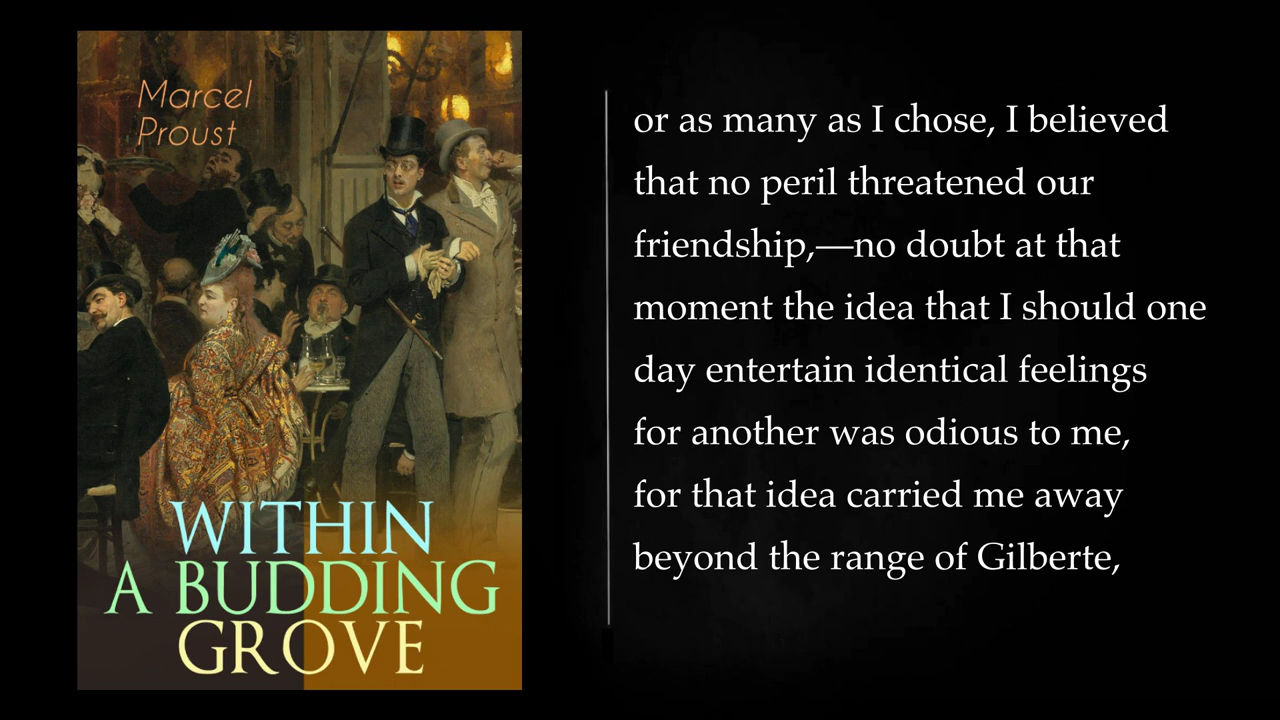 Marcel
Proust
WITHIN
A BUDDING
GROVE
or as many as I chose, I believed
that no peril threatened our
friendship,—no doubt at that
moment the idea that I should one
day entertain identical feelings
for another was odious to me,
for that idea carried me away
beyond the range of Gilberte,